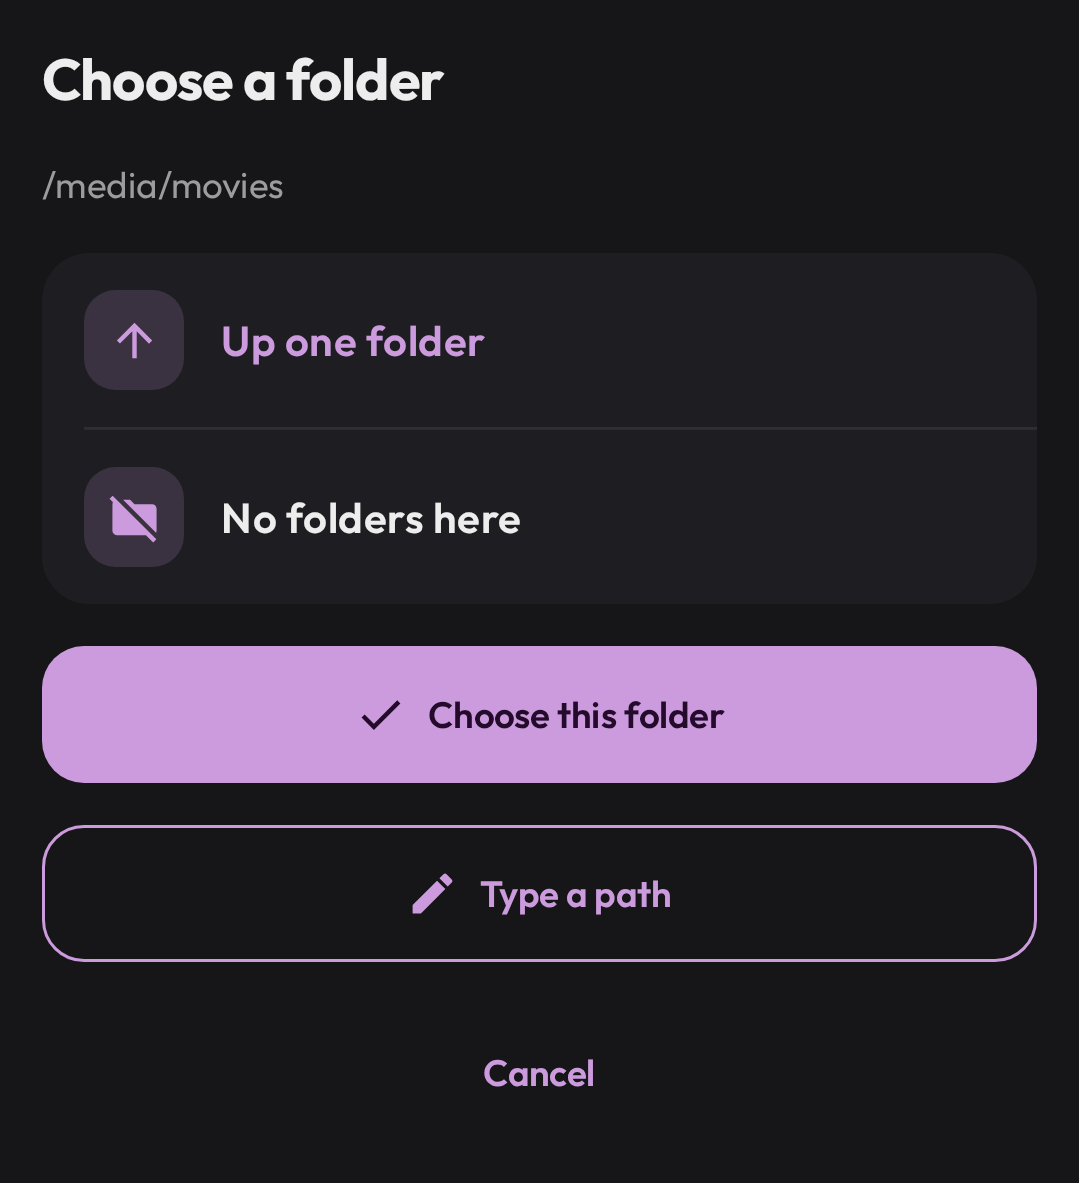 Choose a folder
/media/movies
Up one folder
No folders here
Choose this folder
Type a path
Cancel